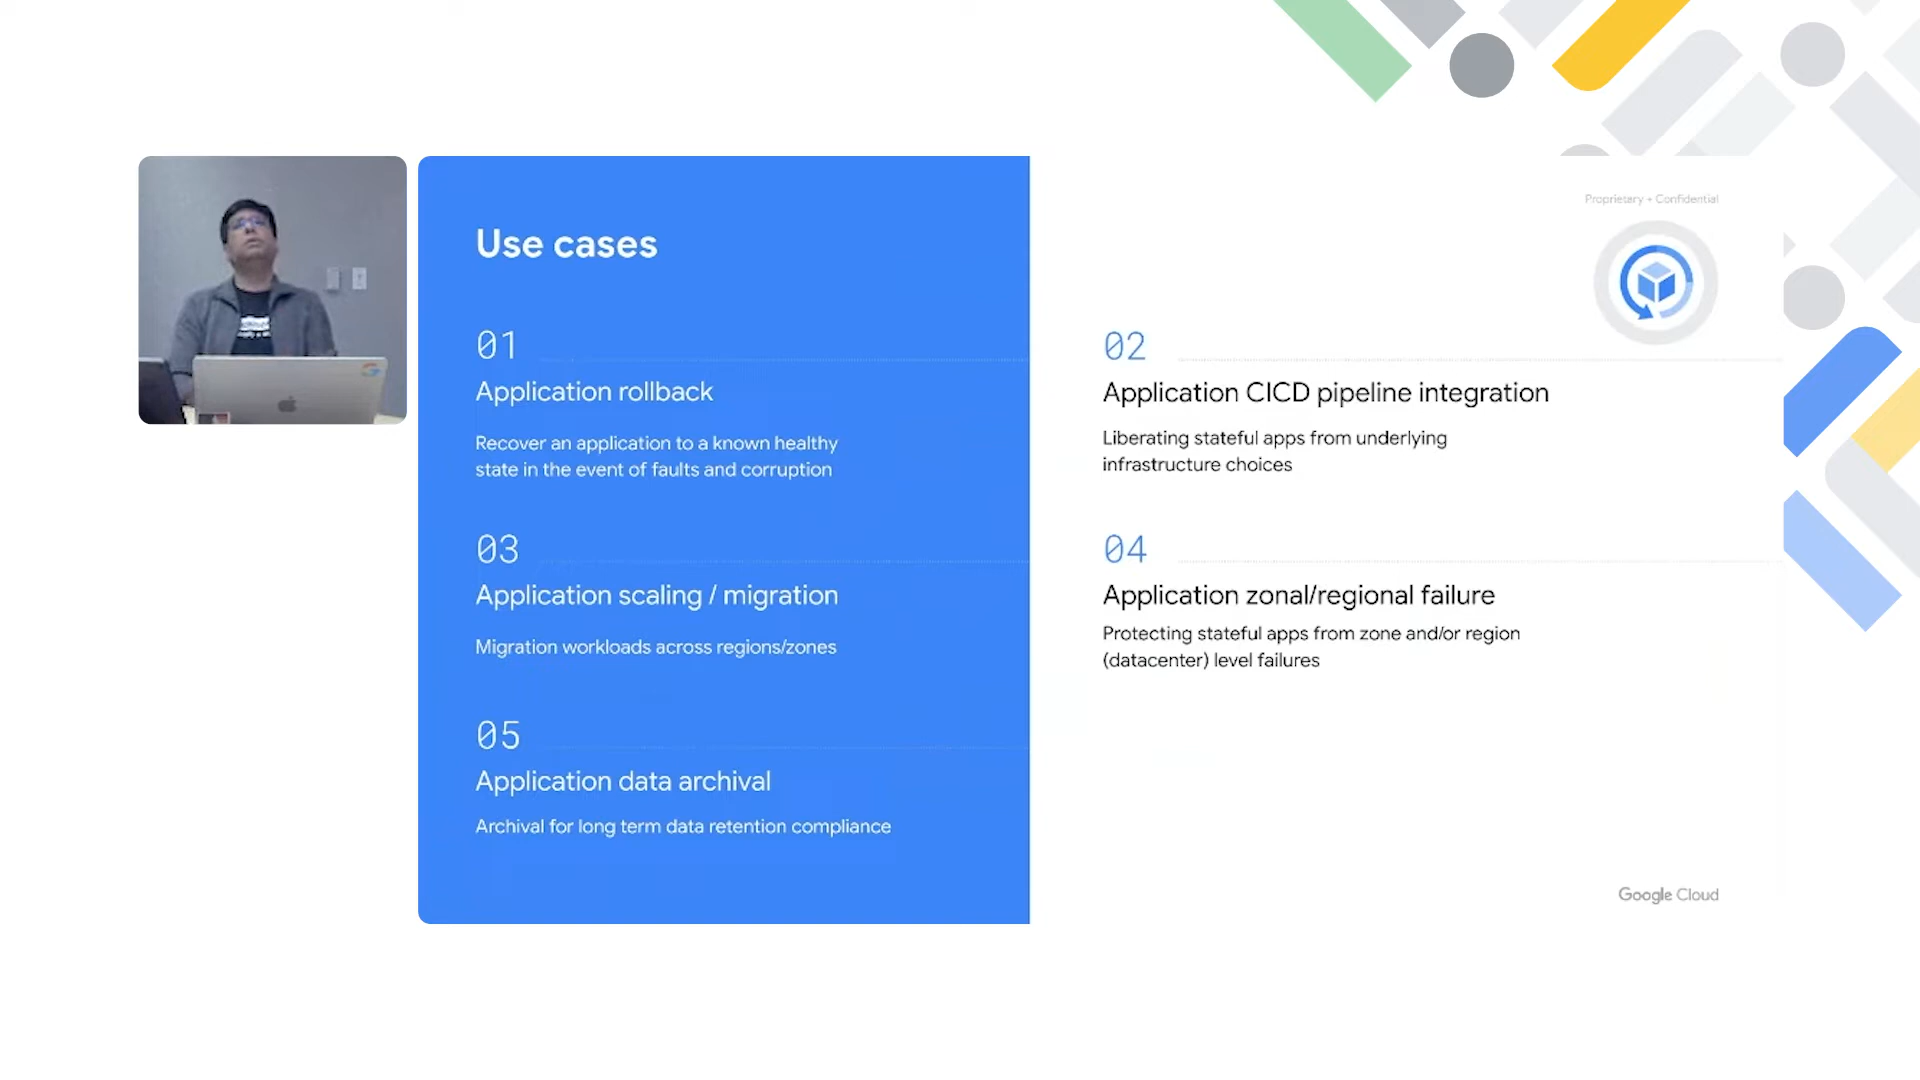 Proprietary + Confidential
Use cases
01
Application rollback
Recover an application to a known healthy
state in the event of faults and corruption
02
Application CICD pipeline integration
Liberating stateful apps from underlying
infrastructure choices
03
Application scaling / migration
Migration workloads across regions/zones
04
Application zonal/regional failure
Protecting stateful apps from zone and/or region
(datacenter) level failures
05
Application data archival
Archival for long term data retention compliance
Google Cloud